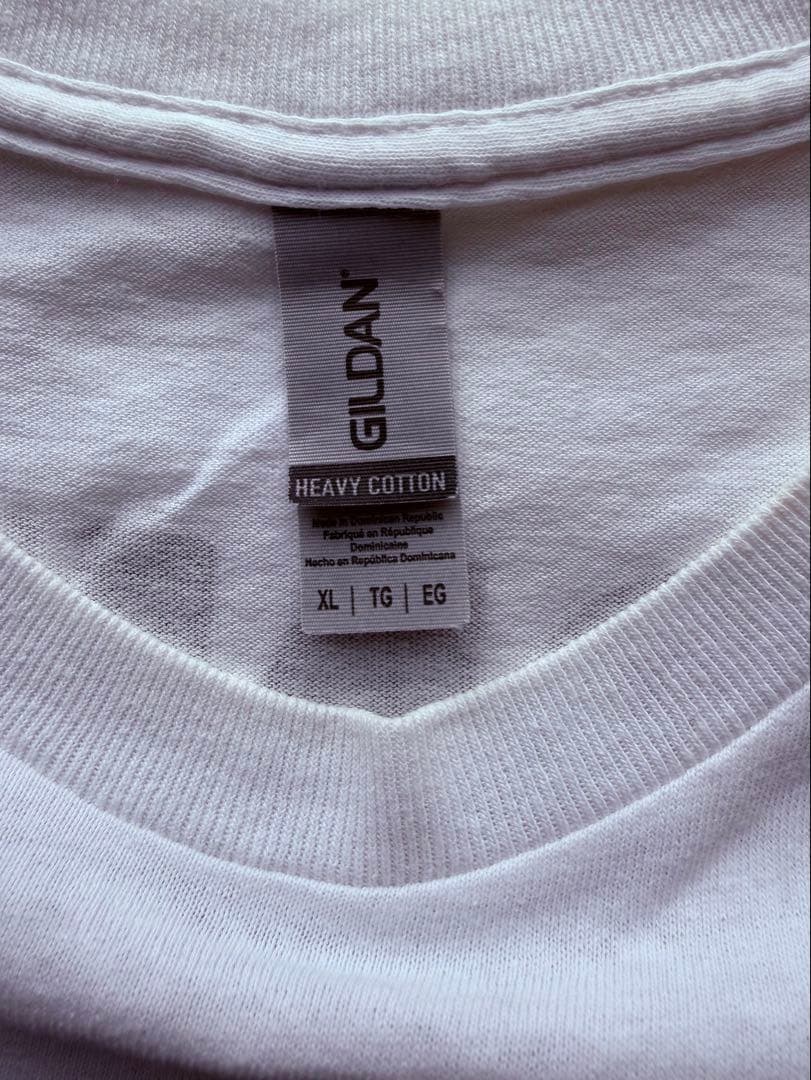 GILDAN®
HEAVY COTTON
Made in Dominican Republic
Fabriqué en République
Dominicaine
Hecho en República Dominicana
XL | TG | EG